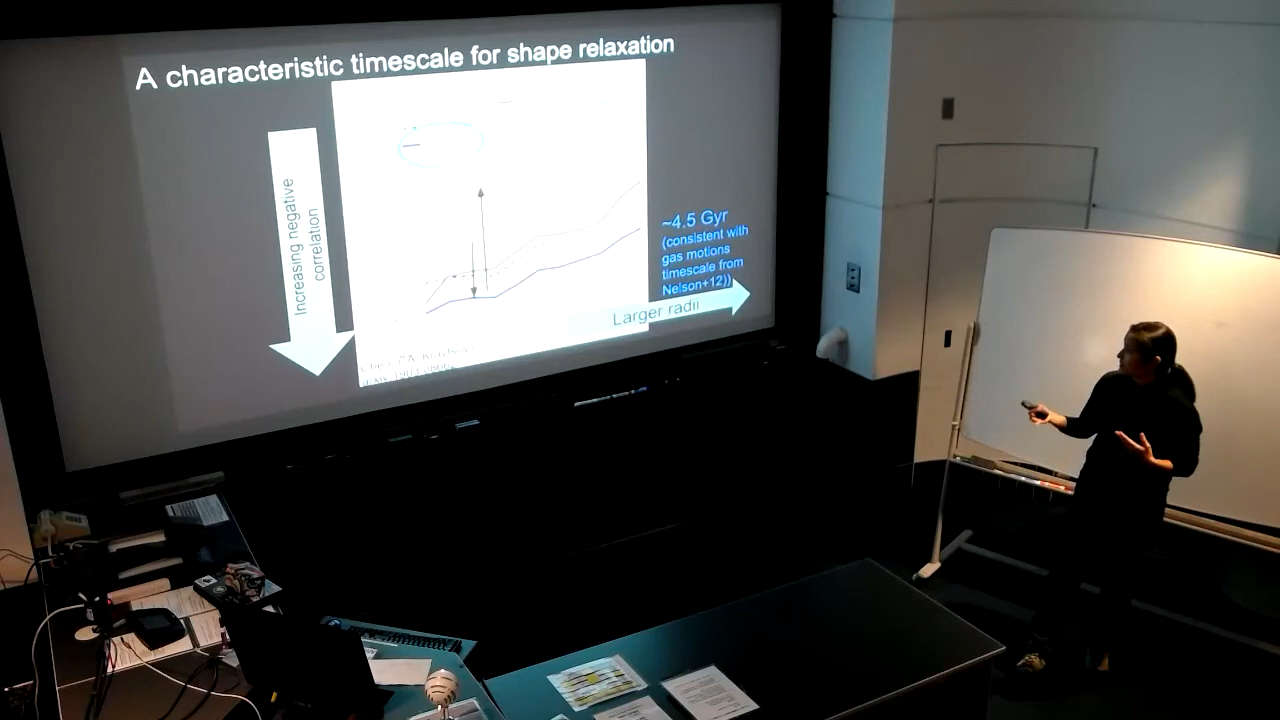 A characteristic timescale for shape relaxation
Increasing negative
correlation
~4.5 Gyr
(consistent with
gas motions
timescale from
Nelson+12))
Larger radii